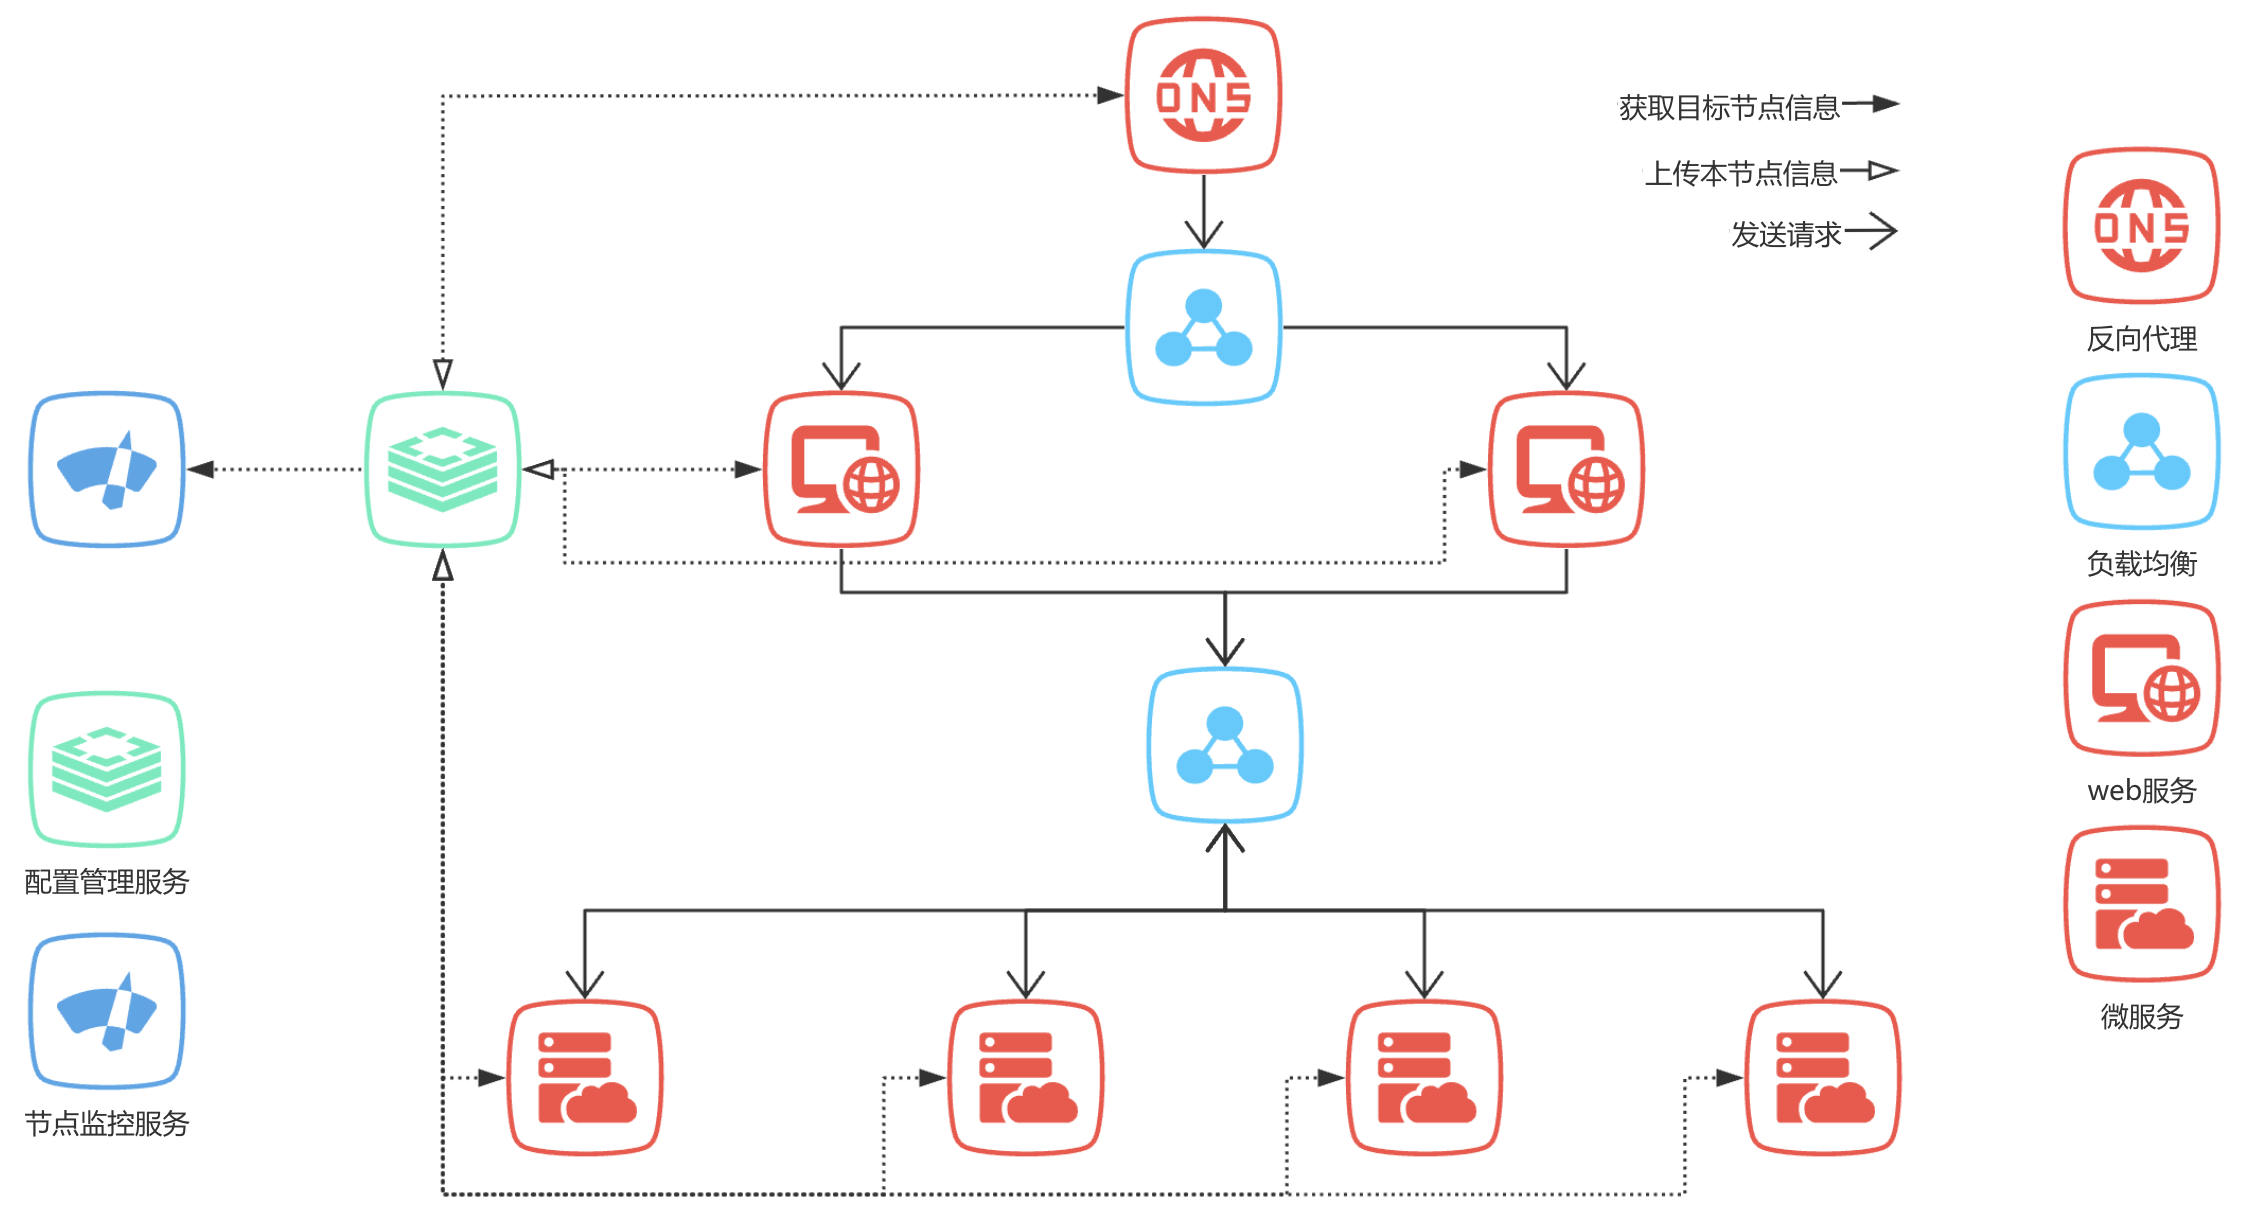 DNS
获取目标节点信息
上传本节点信息
发送请求
DNS
反向代理
负载均衡
web服务
配置管理服务
微服务
节点监控服务